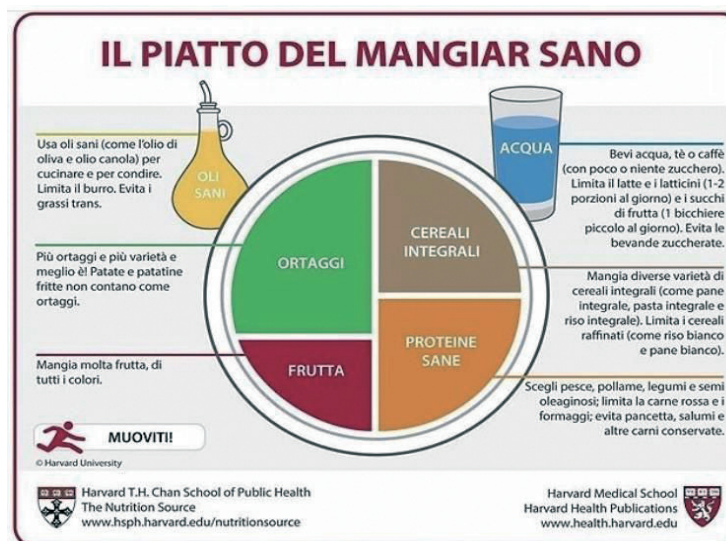 IL PIATTO DEL MANGIAR SANO
Usa oli sani (come l'olio di
oliva e olio canola) per
cucinare e per condire.
Limita il burro. Evita i
grassi trans.
OLI
SANI
ACQUA
Bevi acqua, tè o caffè
(con poco o niente zucchero).
Limita il latte e i latticini (1-2
porzioni al giorno) e i succhi
di frutta (1 bicchiere
piccolo al giorno). Evita le
bevande zuccherate.
Più ortaggi e più varietà e
meglio è! Patate e patatine
fritte non contano come
ortaggi.
ORTAGGI
CEREALI
INTEGRALI
Mangia diverse varietà di
cereali integrali (come pane
integrale, pasta integrale e
riso integrale). Limita i cereali
raffinati (come riso bianco
e pane bianco).
Mangia molta frutta, di
tutti i colori.
FRUTTA
PROTEINE
SANE
Scegli pesce, pollame, legumi e semi
oleaginosi; limita la carne rossa e i
formaggi; evita pancetta, salumi e
altre carni conservate.
MUOVITI!
© Harvard University
Harvard T.H. Chan School of Public Health
The Nutrition Source
www.hsph.harvard.edu/nutritionsource
Harvard Medical School
Harvard Health Publications
www.health.harvard.edu